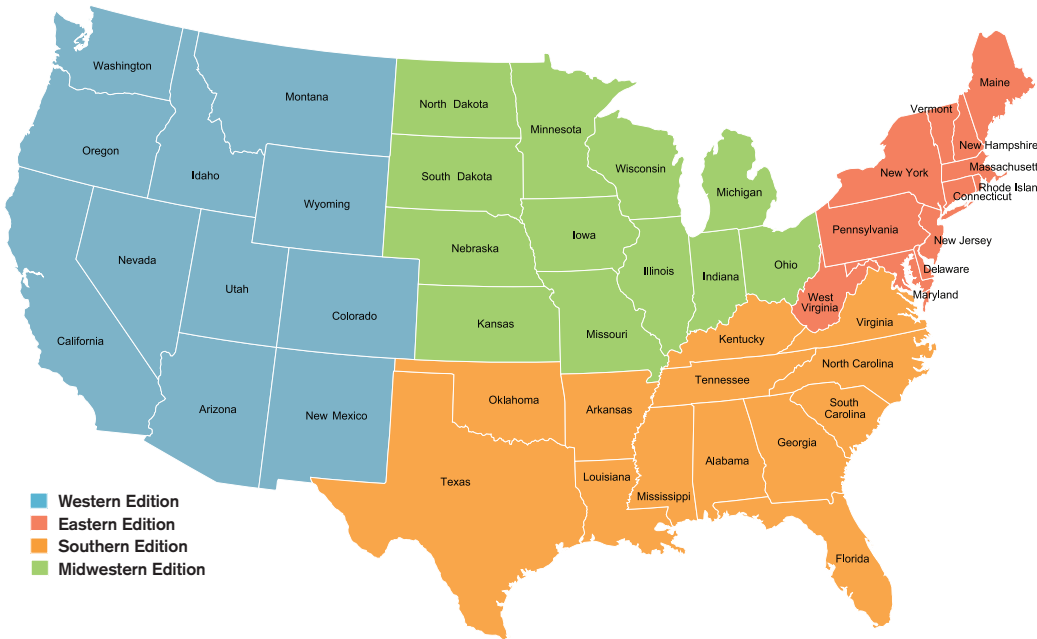 Washington
Montana
North Dakota
Minnesota
Maine
Vermont
New Hampshire
Oregon
Idaho
Wyoming
South Dakota
Wisconsin
Michigan
New York
Massachusett
Rhode Islan
Connecticut
Nevada
Utah
Colorado
Nebraska
Iowa
Illinois
Indiana
Ohio
Pennsylvania
New Jersey
Delaware
Maryland
West
Virginia
California
Kansas
Missouri
Kentucky
Virginia
Arizona
New Mexico
Oklahoma
Arkansas
Tennessee
North Carolina
South
Carolina
Texas
Louisiana
Mississippi
Alabama
Georgia
Florida
Western Edition
Eastern Edition
Southern Edition
Midwestern Edition